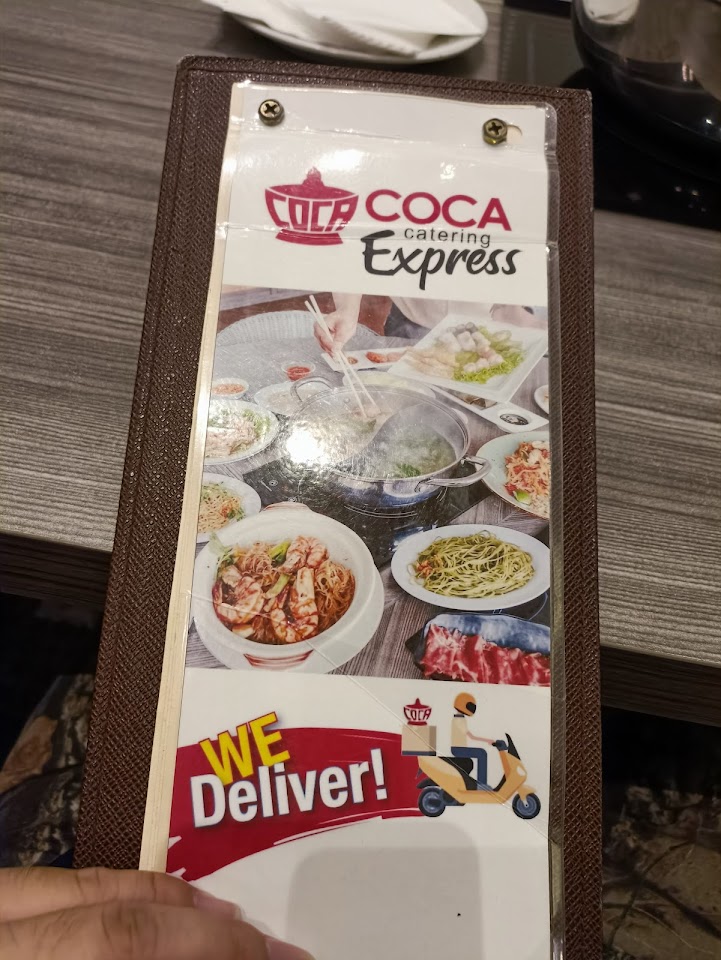 COCA
COCA
catering
Express
COCA
WE
Deliver!